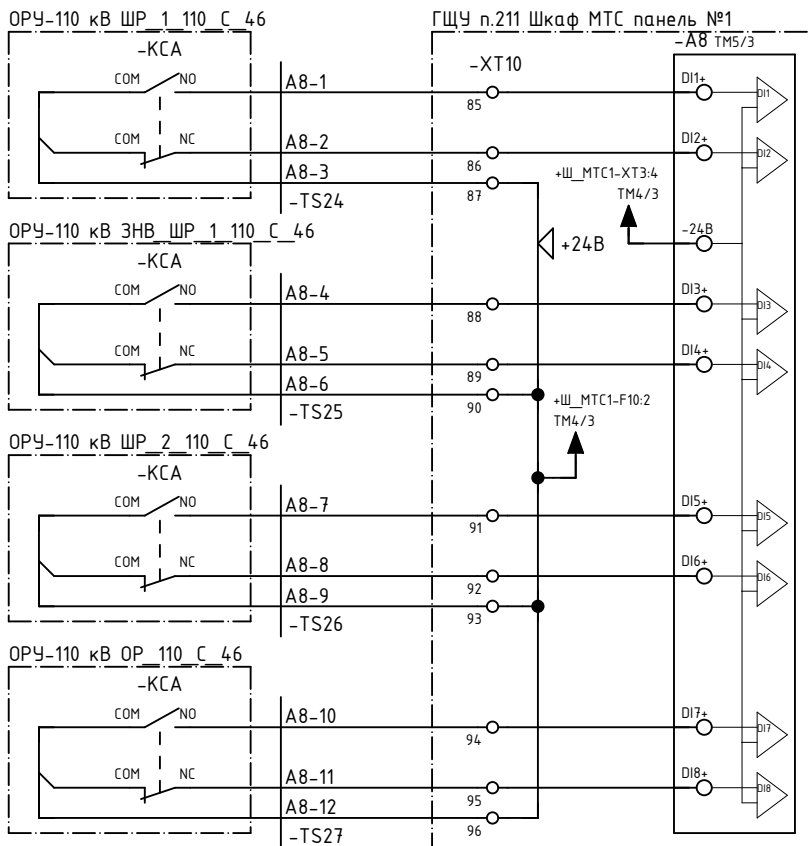 ОРУ-110 кВ ШР_1_110_С_46
ГЩУ п.211 Шкаф МТС панель №1
-КСА
-A8 TM5/3
-XT10
COM NO A8-1 85 DI1+ DI1
COM NC A8-2 86 DI2+ DI2
A8-3 87
-TS24
+Ш_МТС1-XT3:4
TM4/3
-24В
+24В
ОРУ-110 кВ ЗНВ_ШР_1_110_С_46
-КСА
COM NO A8-4 88 DI3+ DI3
COM NC A8-5 89 DI4+ DI4
A8-6 90
-TS25
+Ш_МТС1-F10:2
TM4/3
ОРУ-110 кВ ШР_2_110_С_46
-КСА
COM NO A8-7 91 DI5+ DI5
COM NC A8-8 92 DI6+ DI6
A8-9 93
-TS26
ОРУ-110 кВ ОР_110_С_46
-КСА
COM NO A8-10 94 DI7+ DI7
COM NC A8-11 95 DI8+ DI8
A8-12 96
-TS27